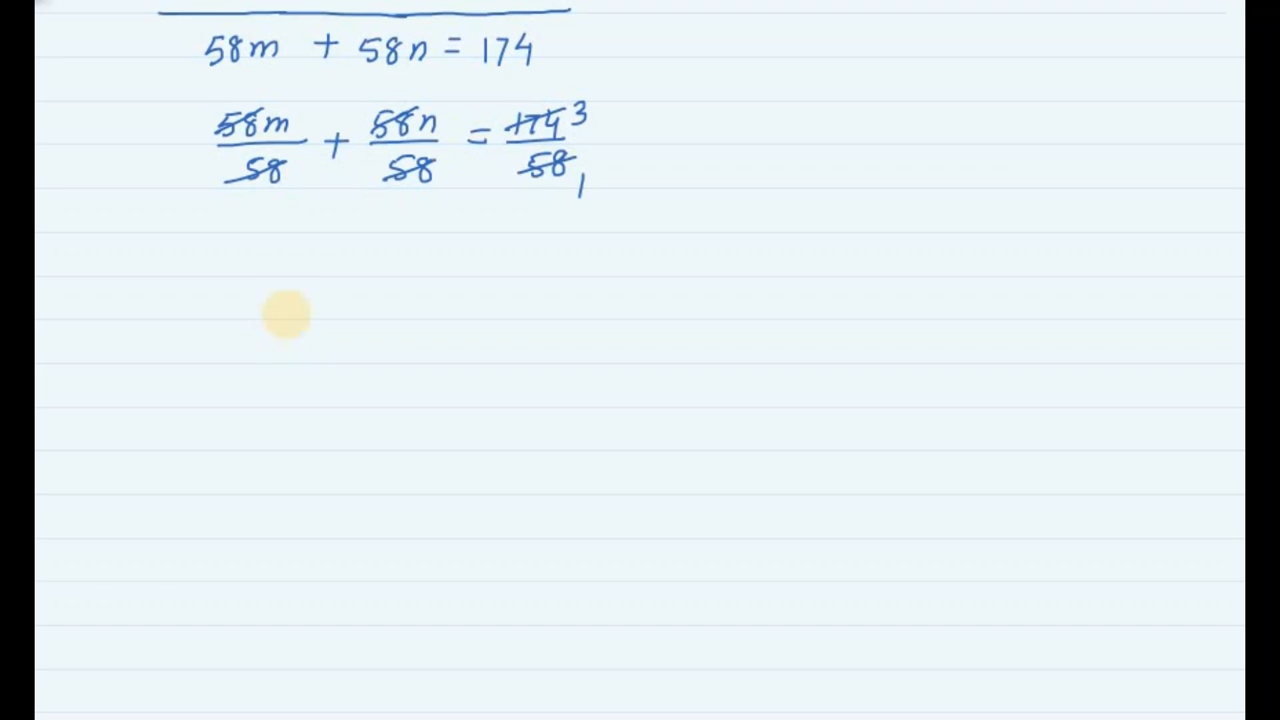 58m + 58n = 174
58m/58 + 58n/58 = 174/58 3 1